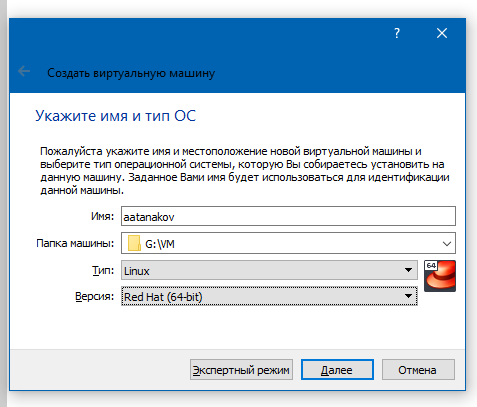 ?
Создать виртуальную машину
Укажите имя и тип ОС
Пожалуйста укажите имя и местоположение новой виртуальной машины и
выберите тип операционной системы, которую Вы собираетесь установить на
данную машину. Заданное Вами имя будет использоваться для идентификации
данной машины.
Имя: aatanakov
Папка машины: G:\VM
Тип: Linux
64
Версия: Red Hat (64-bit)
Экспертный режим Далее Отмена